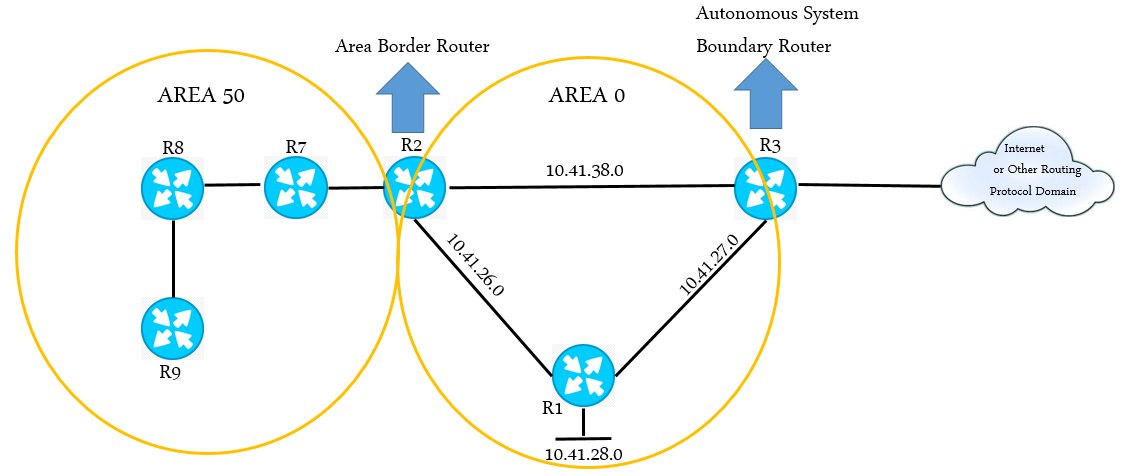 Autonomous System
Boundary Router
Area Border Router
AREA 50
AREA 0
R8
R7
R2
R3
10.41.38.0
Internet
or Other Routing
Protocol Domain
10.41.26.0
10.41.27.0
R9
R1
10.41.28.0